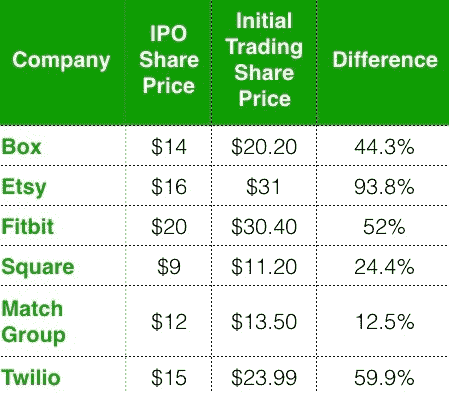 Company IPO Share Price Initial Trading Share Price Difference
Box $14 $20.20 44.3%
Etsy $16 $31 93.8%
Fitbit $20 $30.40 52%
Square $9 $11.20 24.4%
Match Group $12 $13.50 12.5%
Twilio $15 $23.99 59.9%